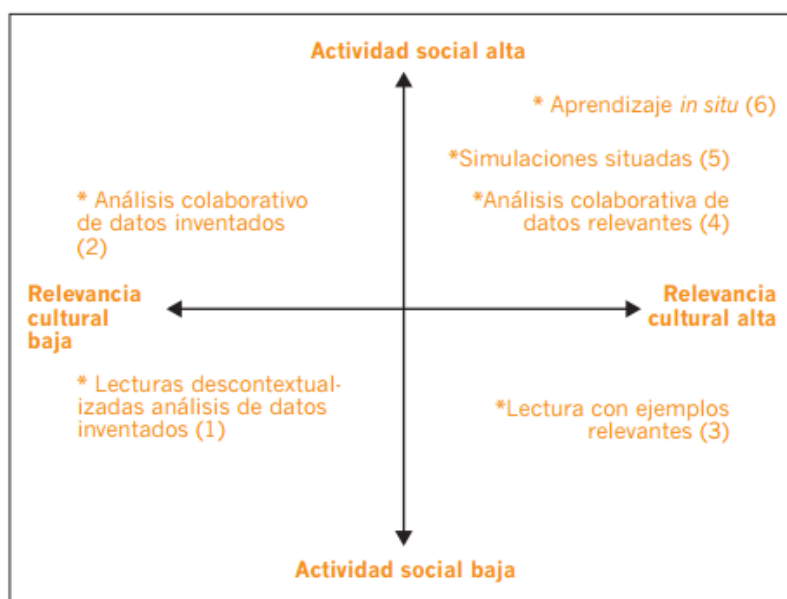 Actividad social alta
* Aprendizaje in situ (6)
*Simulaciones situadas (5)
* Análisis colaborativo
de datos inventados
(2)
*Análisis colaborativa de
datos relevantes (4)
Relevancia
cultural
baja
Relevancia
cultural alta
* Lecturas descontextual-
izadas análisis de datos
inventados (1)
*Lectura con ejemplos
relevantes (3)
Actividad social baja